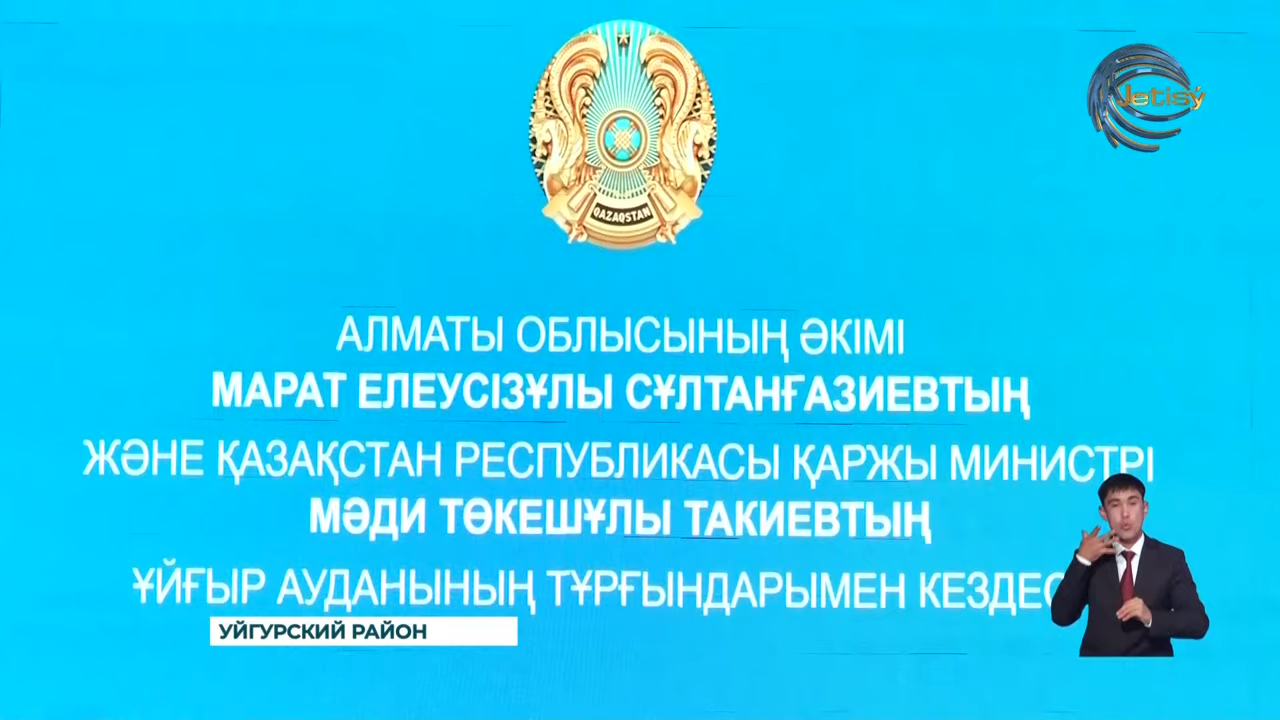 Jetisý
QAZAQSTAN
АЛМАТЫ ОБЛЫСЫНЫҢ ӘКІМІ
МАРАТ ЕЛЕУСІЗҰЛЫ СҰЛТАНҒАЗИЕВТЫҢ
ЖӘНЕ ҚАЗАҚСТАН РЕСПУБЛИКАСЫ ҚАРЖЫ МИНИСТРІ
МӘДИ ТӨКЕШҰЛЫ ТАКИЕВТЫҢ
ҰЙҒЫР АУДАНЫНЫҢ ТҰРҒЫНДАРЫМЕН
УЙГУРСКИЙ РАЙОН